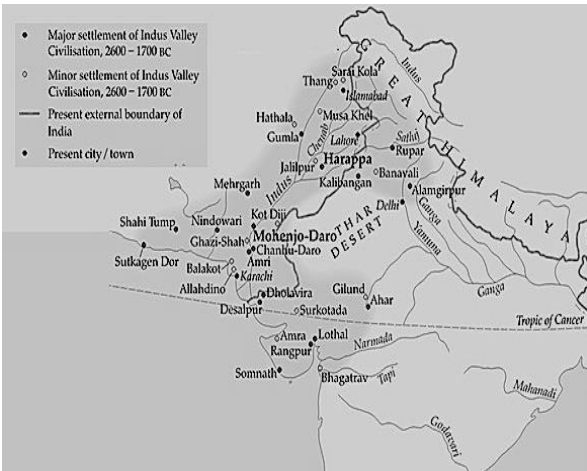 Major settlement of Indus Valley
Civilisation, 2600 – 1700 BC
Minor settlement of Indus Valley
Civilisation, 2600 – 1700 BC
Present external boundary of
India
Present city / town
GREAT HIMALAYA
Indus
Sarai Kola
Thang
Islamabad
Hathala
Musa Khel
Gumla
Chenab
Lahore
Satluj
Rupar
Jalilpur
Harappa
Banavali
Kalibangan
Alamgirpur
Mehrgarh
Indus
Delhi
Ganga
Yamuna
THAR
DESERT
Kot Diji
Shahi Tump
Nindowari
Mohenjo-Daro
Ghazi-Shah
Chanhu-Daro
Sutkagen Dor
Amri
Balakot
Karachi
Allahdino
Dholavira
Gilund
Ganga
Desalpur
Surkotada
Ahar
Tropic of Cancer
Amra
Lothal
Narmada
Rangpur
Somnath
Bhagatrav
Tapi
Mahanadi
Godavari